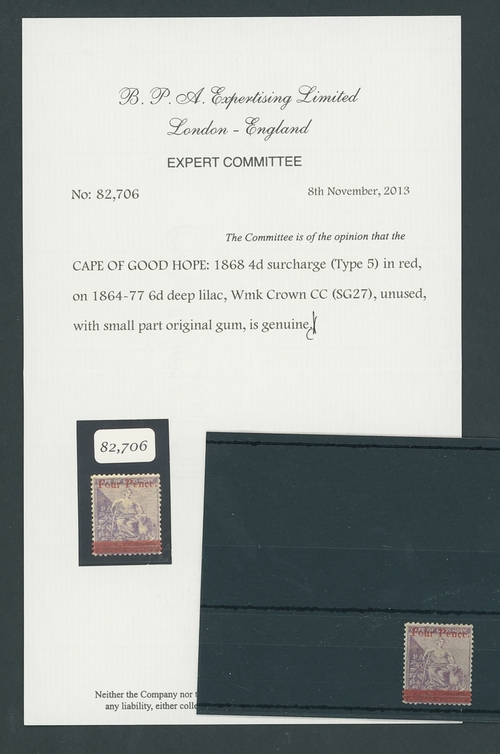 B. P. A. Expertising Limited
London - England
EXPERT COMMITTEE
No: 82,706
8th November, 2013
The Committee is of the opinion that the
CAPE OF GOOD HOPE: 1868 4d surcharge (Type 5) in red,
on 1864-77 6d deep lilac, Wmk Crown CC (SG27), unused,
with small part original gum, is genuine
82,706
Four Pence.
Four Pence
Neither the Company nor
any liability, either